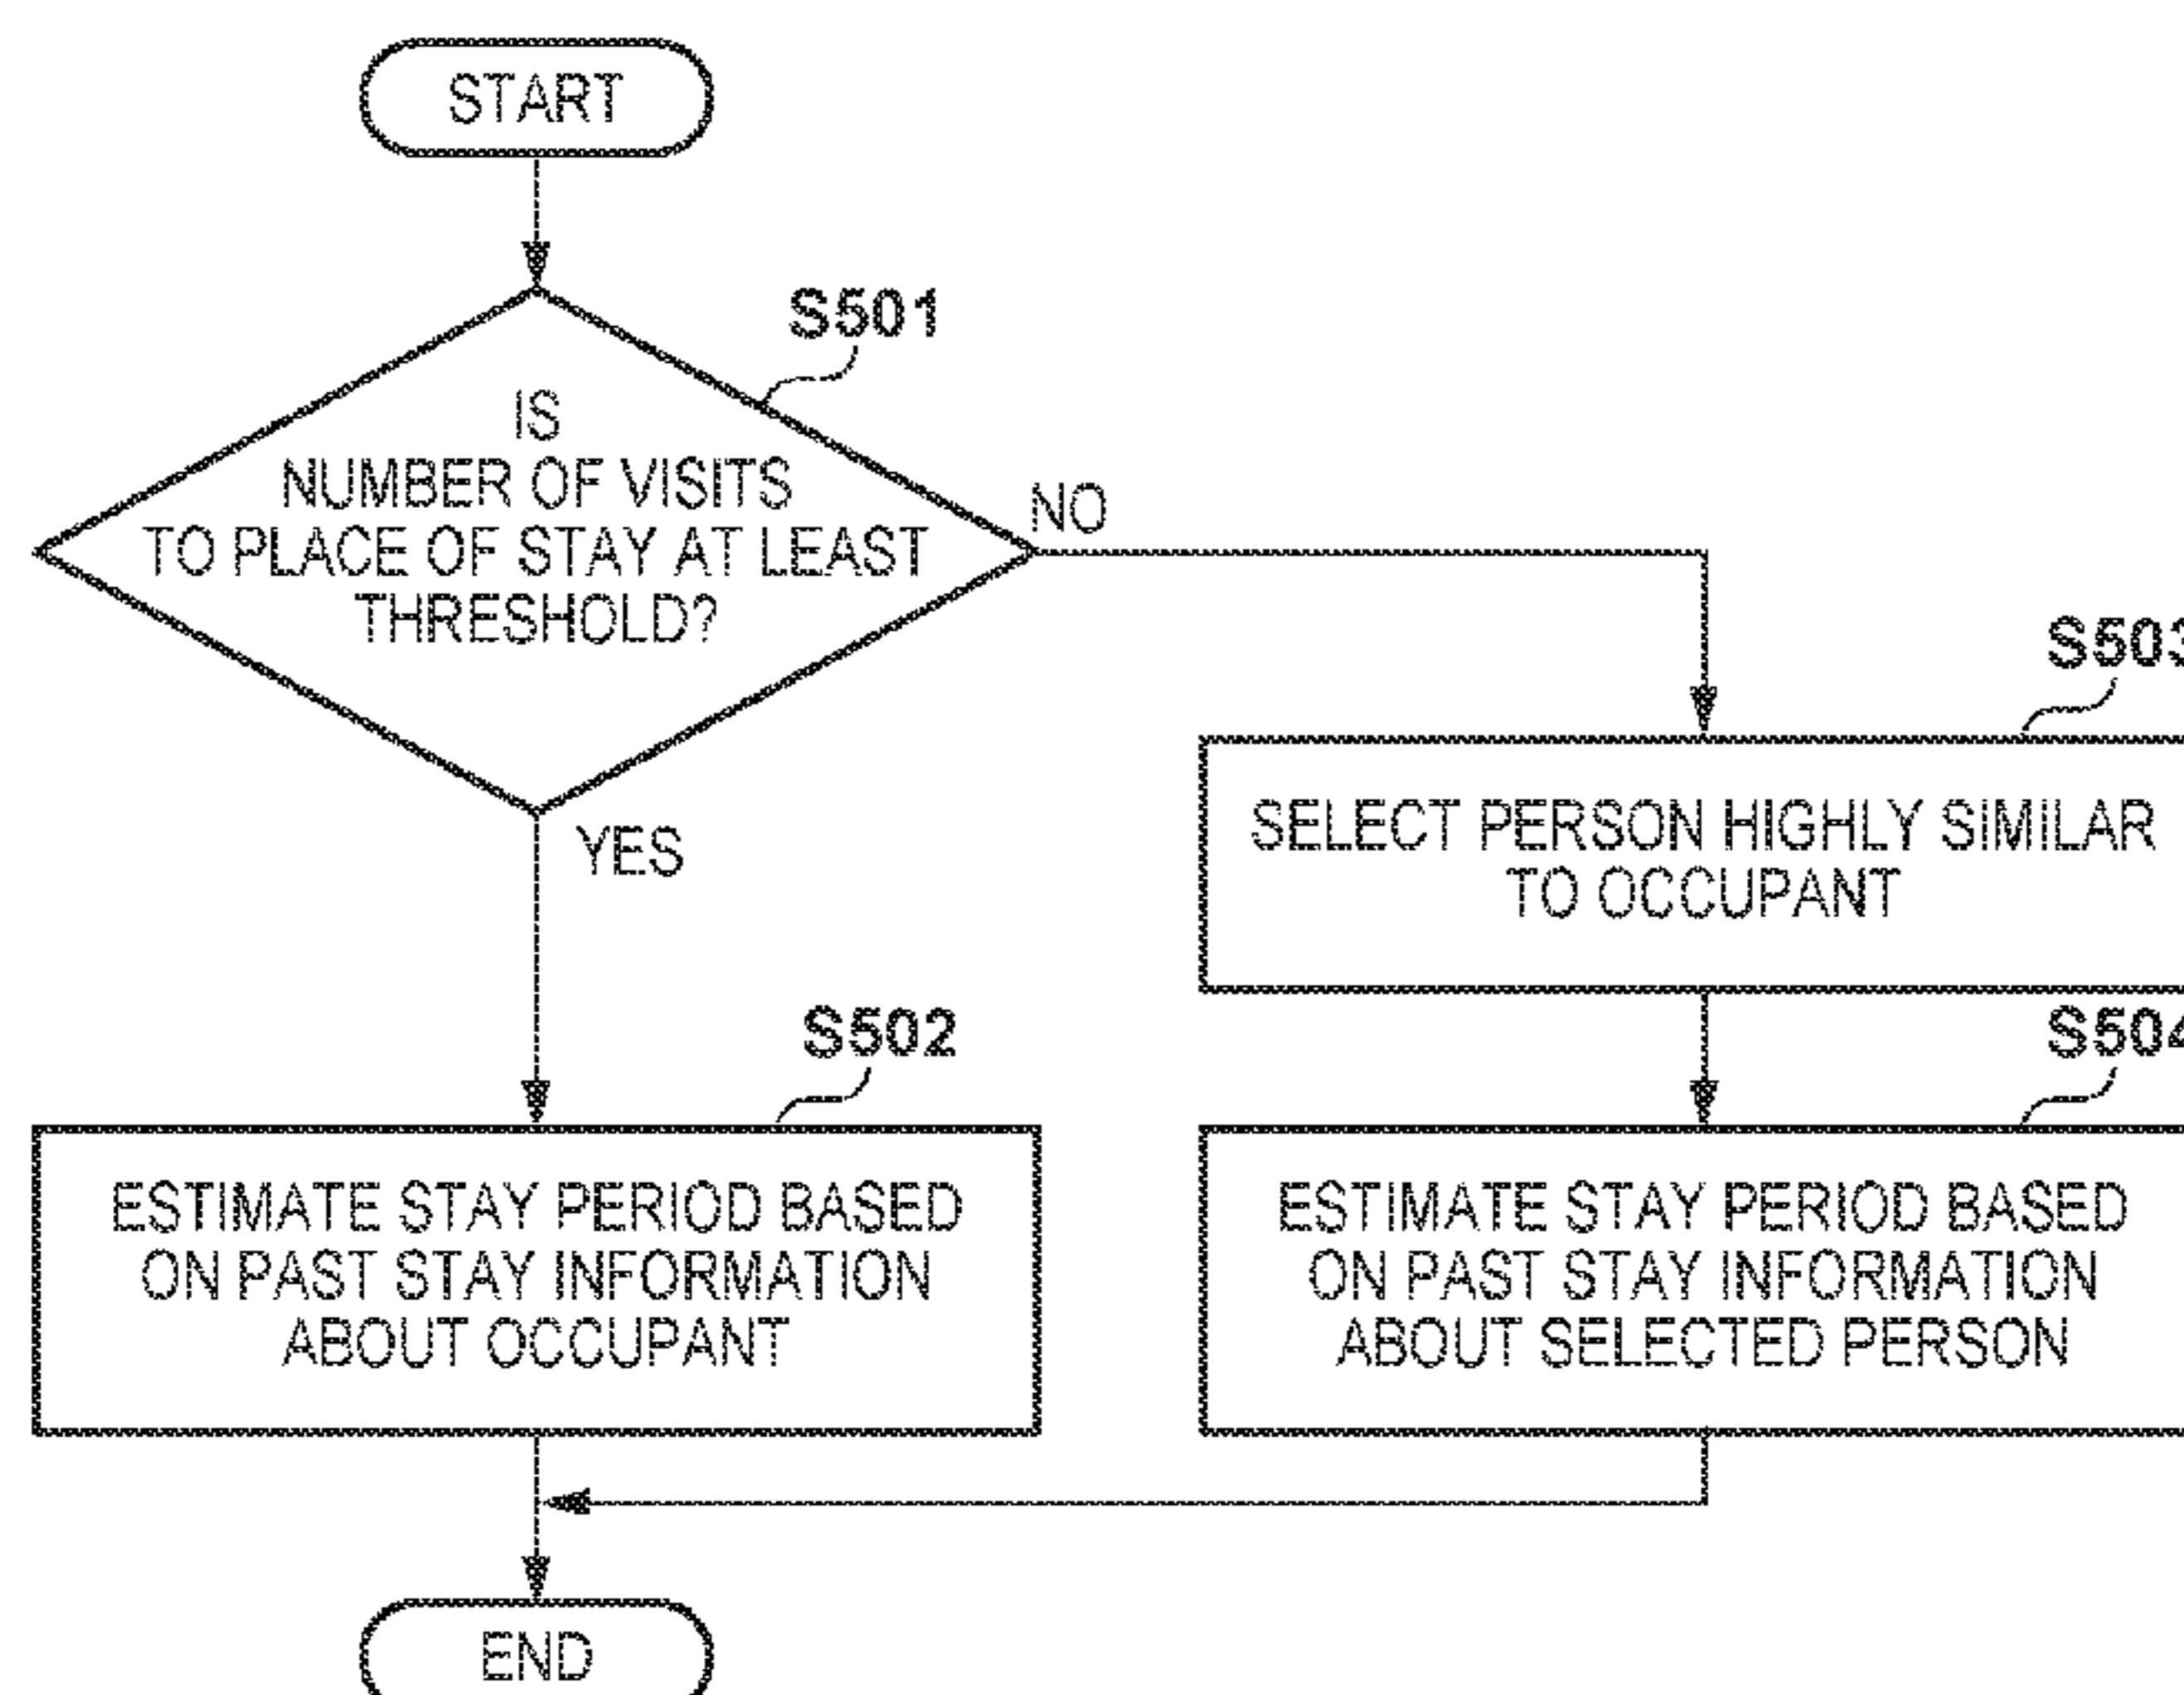 START
S501
IS
NUMBER OF VISITS
TO PLACE OF STAY AT LEAST
THRESHOLD?
NO
YES
S503
SELECT PERSON HIGHLY SIMILAR
TO OCCUPANT
S502
ESTIMATE STAY PERIOD BASED
ON PAST STAY INFORMATION
ABOUT OCCUPANT
S504
ESTIMATE STAY PERIOD BASED
ON PAST STAY INFORMATION
ABOUT SELECTED PERSON
END